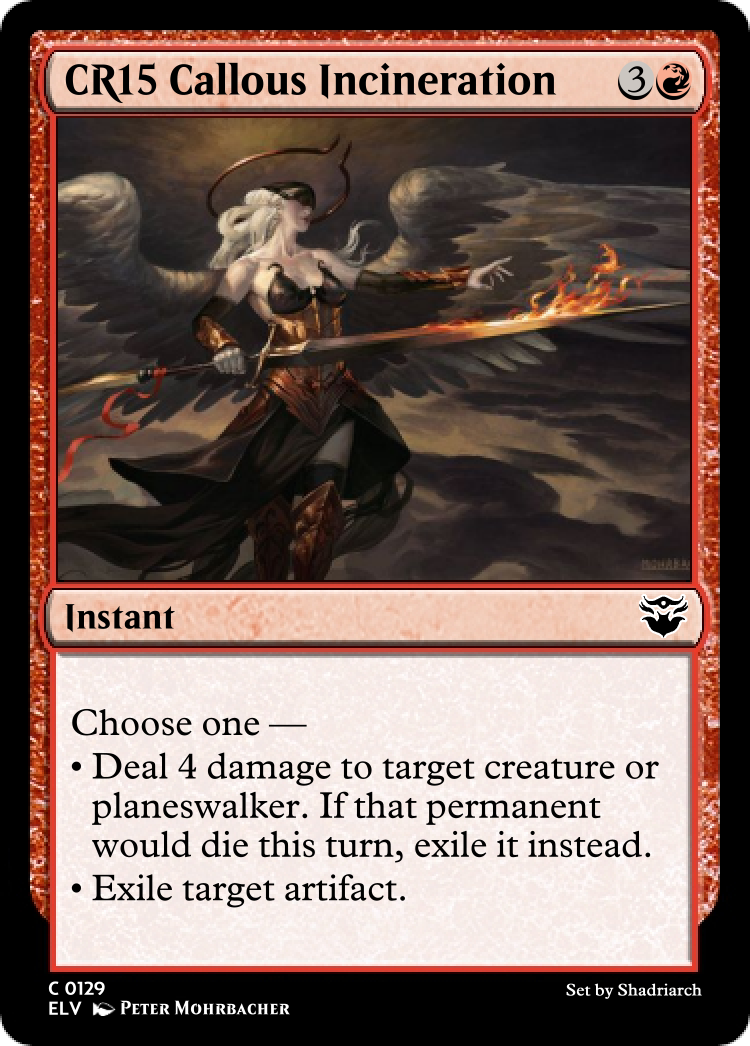 CR15 Callous Incineration 3
Instant
Choose one —
• Deal 4 damage to target creature or
planeswalker. If that permanent
would die this turn, exile it instead.
• Exile target artifact.
C 0129
Set by Shadriarch
ELV Peter Mohrbacher